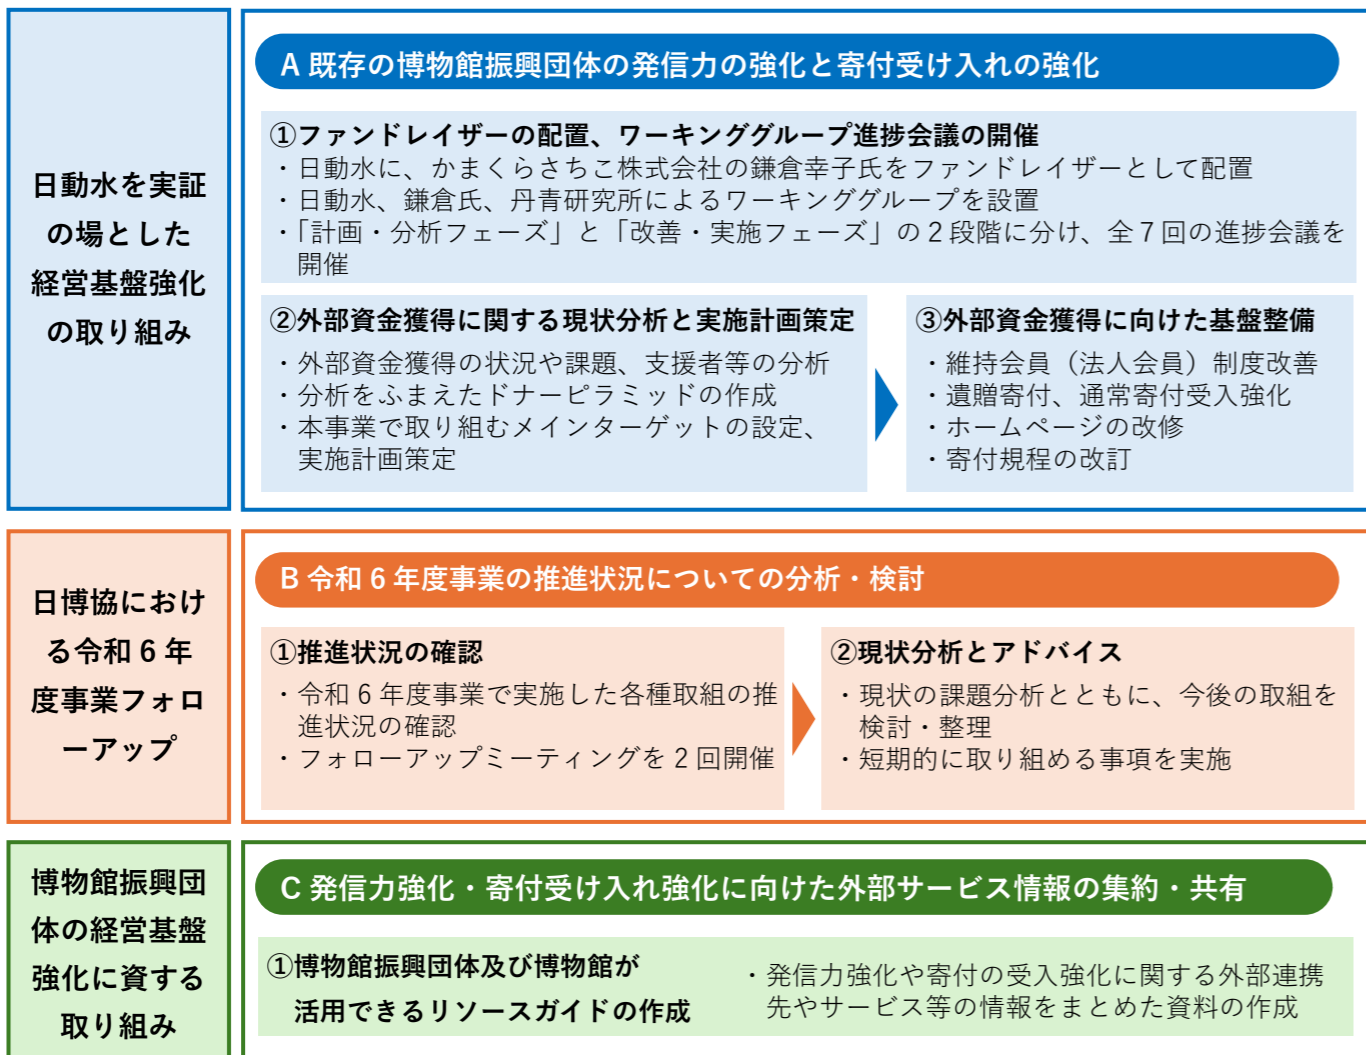 日動水を実証
の場とした
経営基盤強化
の取り組み
A 既存の博物館振興団体の発信力の強化と寄付受け入れの強化
①ファンドレイザーの配置、ワーキンググループ進捗会議の開催
・日動水に、かまくらさちこ株式会社の鎌倉幸子氏をファンドレイザーとして配置
・日動水、鎌倉氏、丹青研究所によるワーキンググループを設置
・「計画・分析フェーズ」と「改善・実施フェーズ」の２段階に分け、全７回の進捗会議を
開催
②外部資金獲得に関する現状分析と実施計画策定
・外部資金獲得の状況や課題、支援者等の分析
・分析をふまえたドナーピラミッドの作成
・本事業で取り組むメインターゲットの設定、
実施計画策定
③外部資金獲得に向けた基盤整備
・維持会員（法人会員）制度改善
・遺贈寄付、通常寄付受入強化
・ホームページの改修
・寄付規程の改訂
日博協におけ
る令和６年
度事業フォロ
ーアップ
B 令和６年度事業の推進状況についての分析・検討
①推進状況の確認
・令和６年度事業で実施した各種取組の推
進状況の確認
・フォローアップミーティングを２回開催
②現状分析とアドバイス
・現状の課題分析とともに、今後の取組を
検討・整理
・短期的に取り組める事項を実施
博物館振興団
体の経営基盤
強化に資する
取り組み
C 発信力強化・寄付受け入れ強化に向けた外部サービス情報の集約・共有
①博物館振興団体及び博物館が
活用できるリソースガイドの作成
・発信力強化や寄付の受入強化に関する外部連携
先やサービス等の情報をまとめた資料の作成